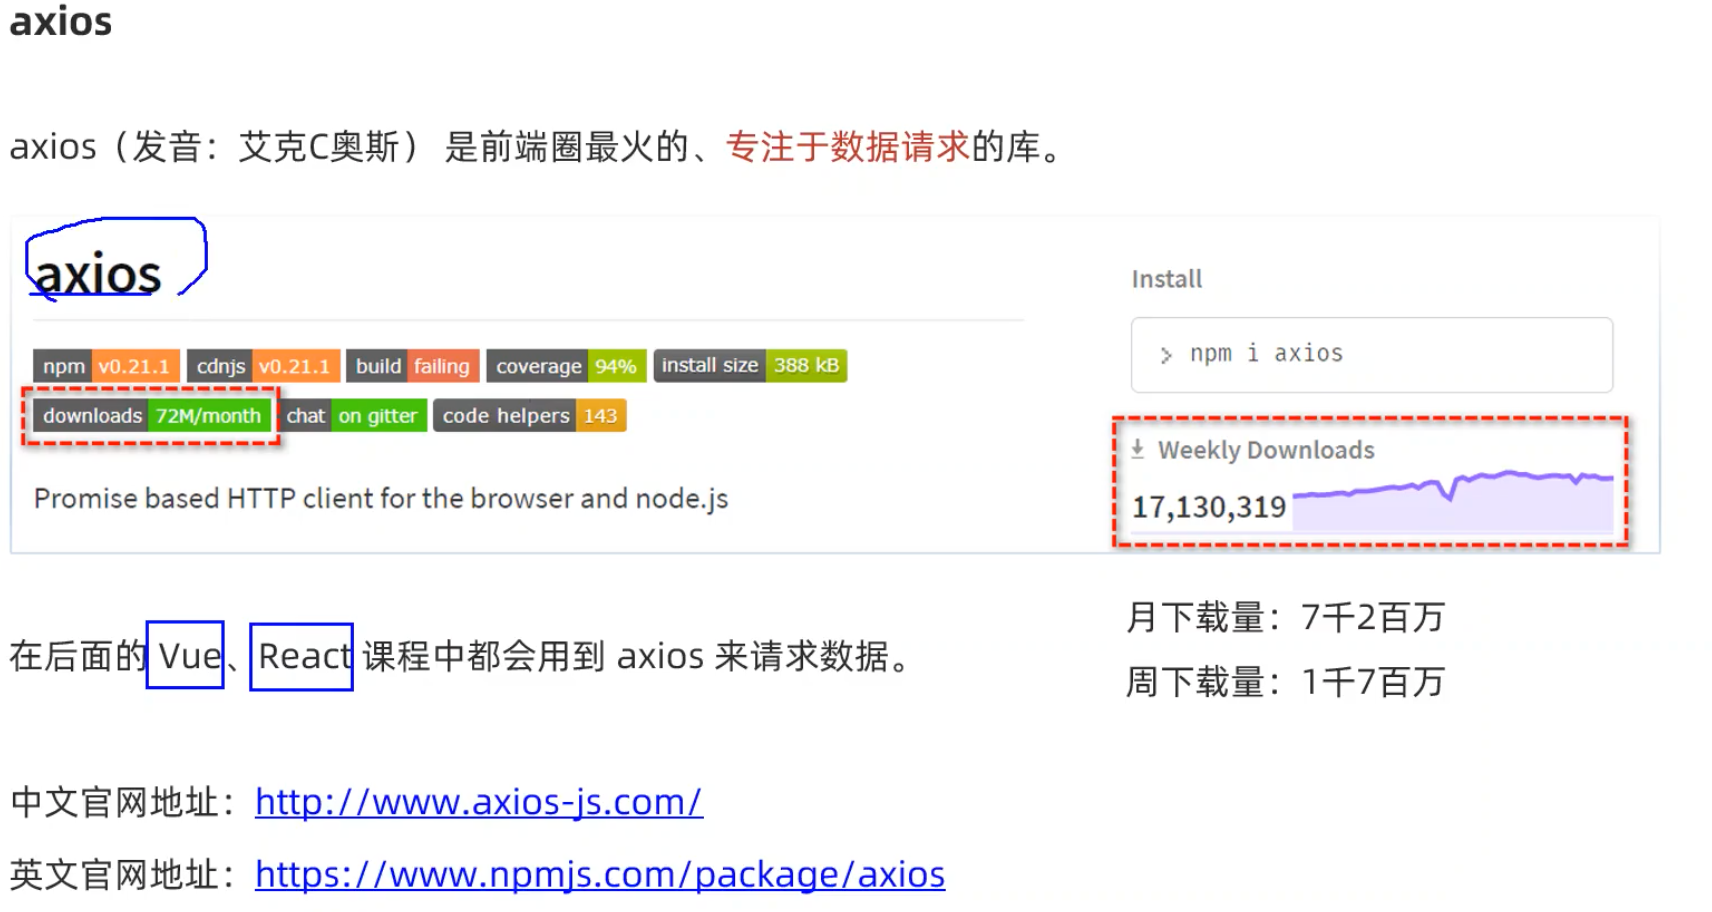 axios
axios（发音：艾克C奥斯） 是前端圈最火的、专注于数据请求的库。
axios
npm v0.21.1 cdnjs v0.21.1 build failing coverage 94% install size 388 kB
downloads 72M/month chat on gitter code helpers 143
Promise based HTTP client for the browser and node.js
Install
> npm i axios
Weekly Downloads
17,130,319
在后面的 Vue、React 课程中都会用到 axios 来请求数据。
月下载量：7千2百万
周下载量：1千7百万
中文官网地址：http://www.axios-js.com/
英文官网地址：https://www.npmjs.com/package/axios